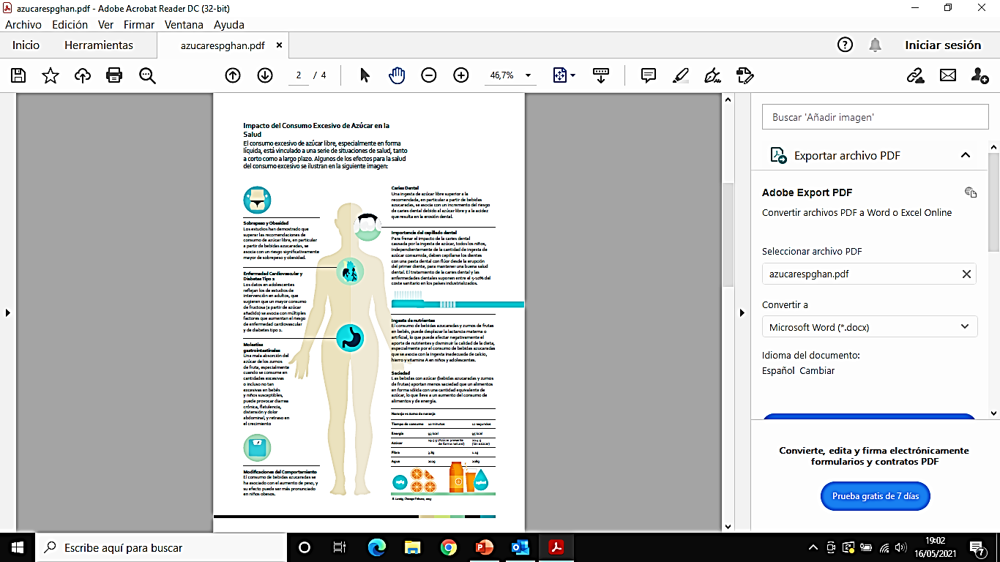 azucarespghan.pdf - Adobe Acrobat Reader DC (32-bit)
Archivo Edición Ver Firmar Ventana Ayuda
Inicio Herramientas azucarespghan.pdf ×
Iniciar sesión
2 / 4
46,7%
Impacto del Consumo Excesivo de Azúcar en la
Salud
El consumo excesivo de azúcar libre, especialmente en forma
líquida, está vinculado a una serie de situaciones de salud, tanto
a corto como a largo plazo. Algunos de los efectos para la salud
del consumo excesivo se ilustran en la siguiente imagen:
Sobrepeso y Obesidad
Los estudios han demostrado que
superar las recomendaciones de
consumo de azúcar libre, en particular
a partir de bebidas azucaradas, se
asocia con un riesgo significativamente
mayor de sobrepeso y obesidad.
Enfermedad Cardiovascular y
Diabetes Tipo 2
Los datos en adolescentes
reflejan los de estudios de
intervención en adultos, que
sugieren que un mayor consumo
de fructosa (a partir de azúcar
añadido) se asocia con múltiples
factores que aumentan el riesgo
de enfermedad cardiovascular
y de diabetes tipo 2.
Molestias
gastrointestinales
Una mala absorción del
azúcar de los zumos
de fruta, especialmente
cuando se consume en
cantidades excesivas
o incluso no tan
excesivas en bebés
y niños susceptibles,
puede provocar diarrea
crónica, flatulencia,
distensión y dolor
abdominal, y retraso en
el crecimiento
Modificaciones del Comportamiento
El consumo de bebidas azucaradas se
ha asociado con el aumento de peso, y
su efecto puede ser más pronunciado
en niños obesos.
Caries Dental
Una ingesta de azúcar libre superior a la
recomendada, en particular a partir de bebidas
azucaradas, se asocia con un incremento del riesgo
de caries dental debido al azúcar libre y a la acidez
que resulta en la erosión dental.
Importancia del cepillado dental
Para frenar el impacto de la caries dental
causada por la ingesta de azúcar, todos los niños,
independientemente de la cantidad de ingesta de
azúcar consumida, deben cepillarse los dientes
con una pasta dental con flúor desde la erupción
del primer diente, para mantener una buena salud
dental. El tratamiento de la caries dental y las
enfermedades dentales suponen entre el 5-10% del
coste sanitario en los países industrializados.
Ingesta de nutrientes
El consumo de bebidas azucaradas y zumos de frutas
en bebés, puede desplazar la lactancia materna o
artificial, lo que puede afectar negativamente el
aporte de nutrientes y disminuir la calidad de la dieta,
especialmente por el consumo de bebidas azucaradas
que se asocia con la ingesta inadecuada de calcio,
hierro y vitamina A en niños y adolescentes.
Saciedad
Las bebidas con azúcar (bebidas azucaradas y zumos
de frutas) aportan menos saciedad que un alimentos
en forma sólida con una cantidad equivalente de
azúcar, lo que lleva a un aumento del consumo de
alimentos y de energía.
Naranja vs zumo de naranja
Tiempo de consumo 10 minutos 12 segundos
Energía 95 kcal 95 kcal
Azúcar (Azúcar presente de forma natural) (Sin azúcar)
Fibra
Agua
Chicago Tribune,
Buscar 'Añadir imagen'
Exportar archivo PDF
Adobe Export PDF
Convertir archivos PDF a Word o Excel Online
Seleccionar archivo PDF
azucarespghan.pdf
Convertir a
Microsoft Word (*.docx)
Idioma del documento:
Español Cambiar
Convierte, edita y firma electrónicamente
formularios y contratos PDF
Prueba gratis de 7 días
Escribe aquí para buscar
19:02
16/05/2021
7